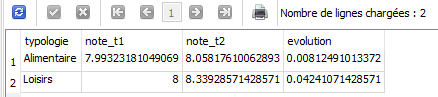 1 Nombre de lignes chargées : 2
typologie note_t1 note_t2 evolution
1 Alimentaire 7.99323181049069 8.05817610062893 0.00812491013372
2 Loisirs 8 8.33928571428571 0.04241071428571